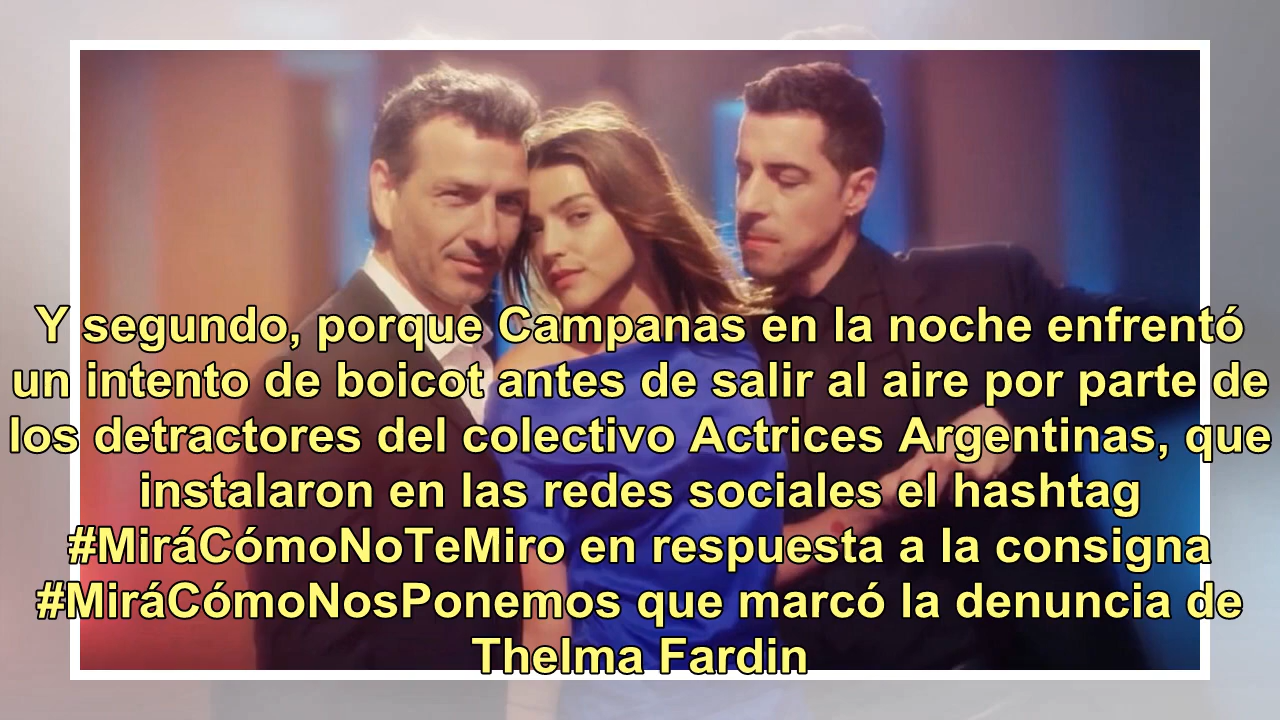 Y segundo, porque Campanas en la noche enfrentó
un intento de boicot antes de salir al aire por parte de
los detractores del colectivo Actrices Argentinas, que
instalaron en las redes sociales el hashtag
#MiráCómoNoTeMiro en respuesta a la consigna
#MiráCómoNosPonemos que marcó la denuncia de
Thelma Fardin